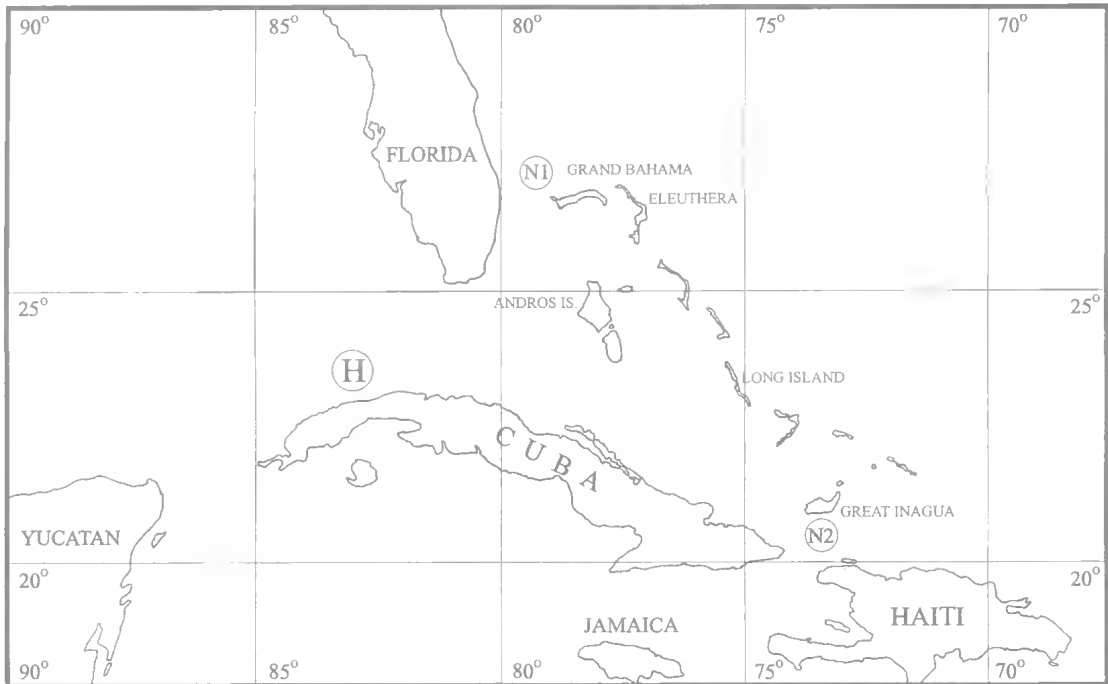 90° 85° 80° 75° 70°
FLORIDA
N1 GRAND BAHAMA
ELEUTHERA
25° ANDROS IS. 25°
H
LONG ISLAND
CUBA
GREAT INAGUA
YUCATAN N2
20° 20°
JAMAICA HAITI
90° 85° 80° 75° 70°